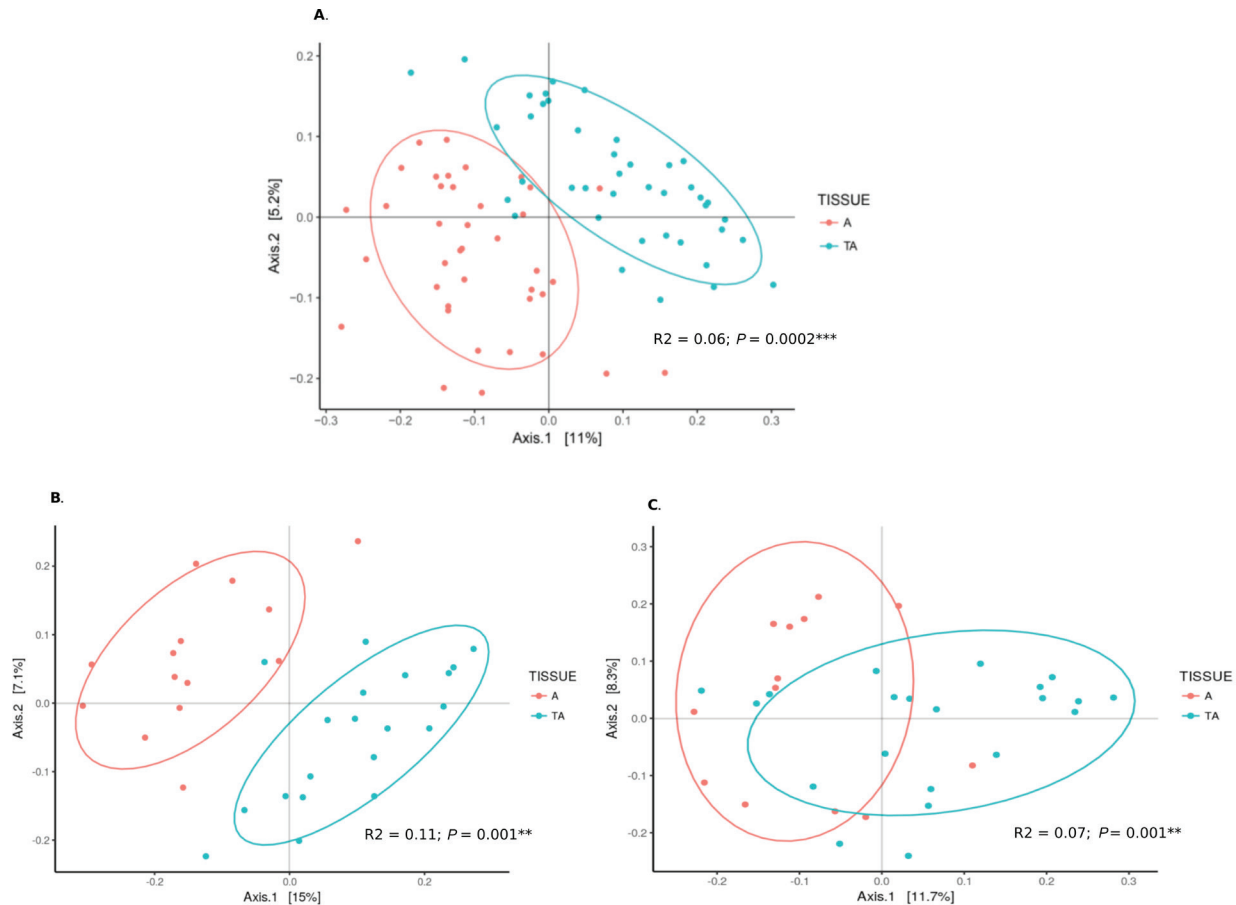 A.
0.2
0.1
0.0
−0.1
−0.2
Axis.2 [5.2%]
−0.3 −0.2 −0.1 0.0 0.1 0.2 0.3
Axis.1 [11%]
TISSUE
A
TA
R2 = 0.06; P = 0.0002***
B.
0.2
0.1
0.0
-0.1
-0.2
Axis.2 [7.1%]
-0.2 0.0 0.2
Axis.1 [15%]
TISSUE
A
TA
R2 = 0.11; P = 0.001**
C.
0.3
0.2
0.1
0.0
-0.1
-0.2
Axis.2 [8.3%]
-0.2 -0.1 0.0 0.1 0.2 0.3
Axis.1 [11.7%]
TISSUE
A
TA
R2 = 0.07; P = 0.001**